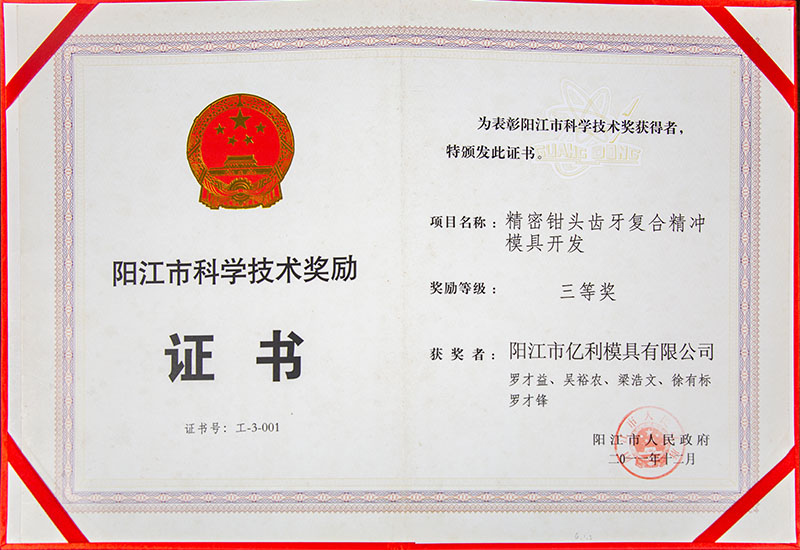 阳江市科学技术奖励
证书
证书号：工-3-001
为表彰阳江市科学技术奖获得者，
特颁发此证书。
项目名称：精密钳头齿牙复合精冲
模具开发
奖励等级：三等奖
获奖者：阳江市亿利模具有限公司
罗才益、吴裕农、梁浩文、徐有标
罗才锋
阳江市人民政府
年十二月